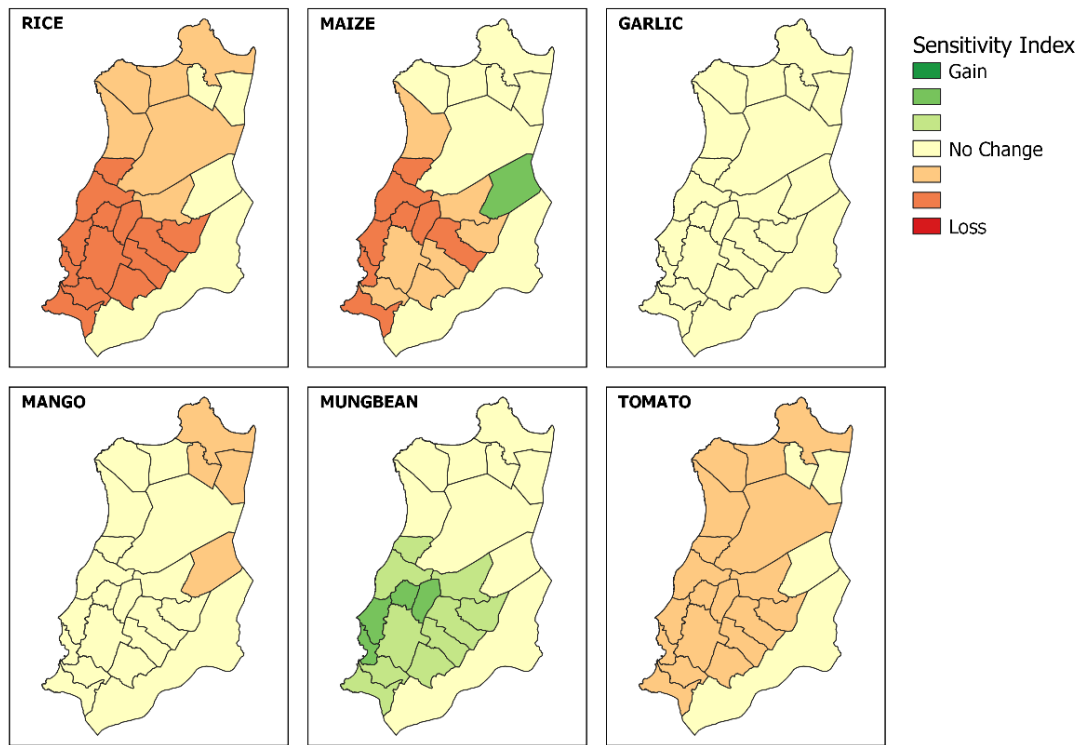 RICE
MAIZE
GARLIC
Sensitivity Index
Gain
No Change
Loss
MANGO
MUNGBEAN
TOMATO